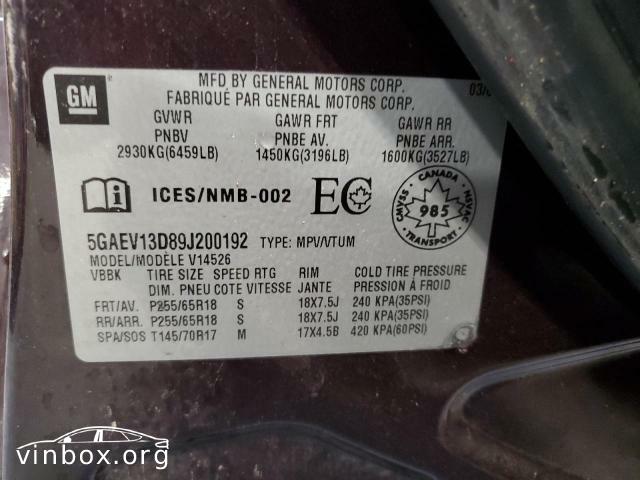 GM
MFD BY GENERAL MOTORS CORP. 03/
FABRIQUÉ PAR GENERAL MOTORS CORP.
GVWR GAWR FRT GAWR RR
PNBV PNBE AV. PNBE ARR.
2930KG(6459LB) 1450KG(3196LB) 1600KG(3527LB)
i ICES/NMB-002 EC
CANADA
CMVSS 985 NSVAC
TRANSPORT
5GAEV13D89J200192 TYPE: MPV/VTUM
MODEL/MODÈLE V14526
VBBK TIRE SIZE SPEED RTG RIM COLD TIRE PRESSURE
DIM. PNEU COTE VITESSE JANTE PRESSION À FROID
FRT/AV. P255/65R18 S 18X7.5J 240 KPA(35PSI)
RR/ARR. P255/65R18 S 18X7.5J 240 KPA(35PSI)
SPA/SOS T145/70R17 M 17X4.5B 420 KPA(60PSI)
vinbox.org